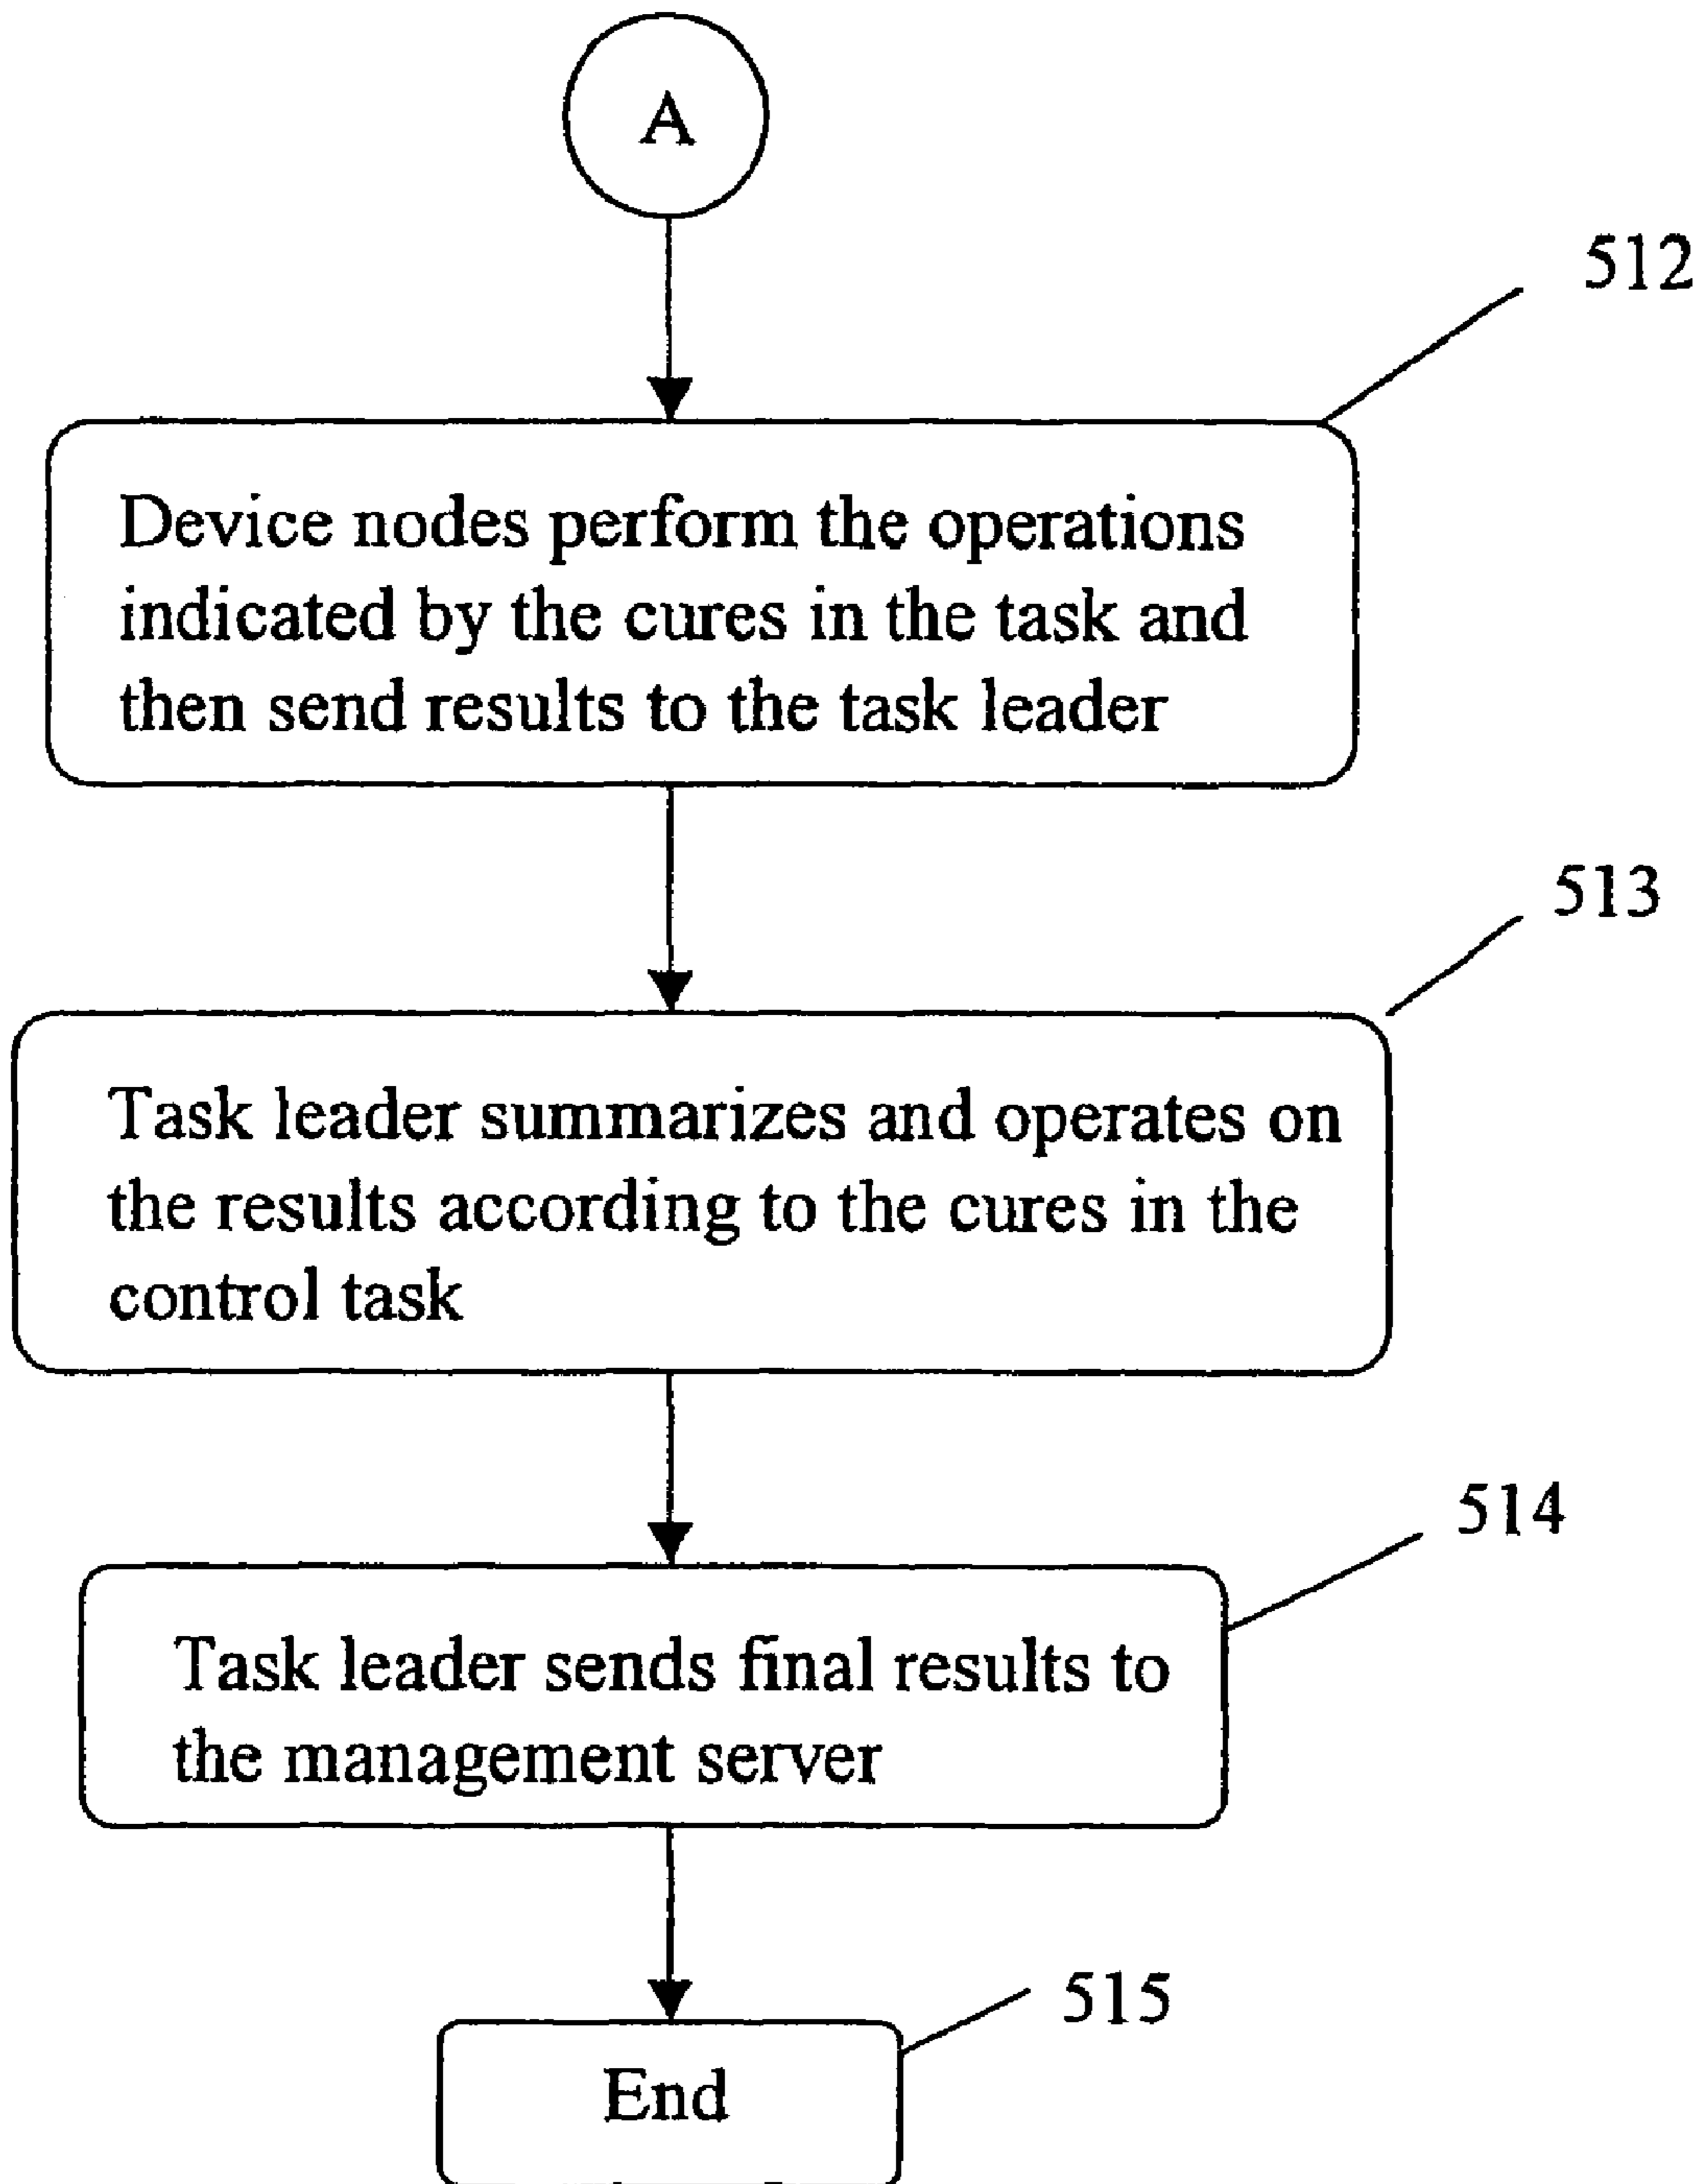 A
512
Device nodes perform the operations
indicated by the cures in the task and
then send results to the task leader
513
Task leader summarizes and operates on
the results according to the cures in the
control task
514
Task leader sends final results to
the management server
515
End